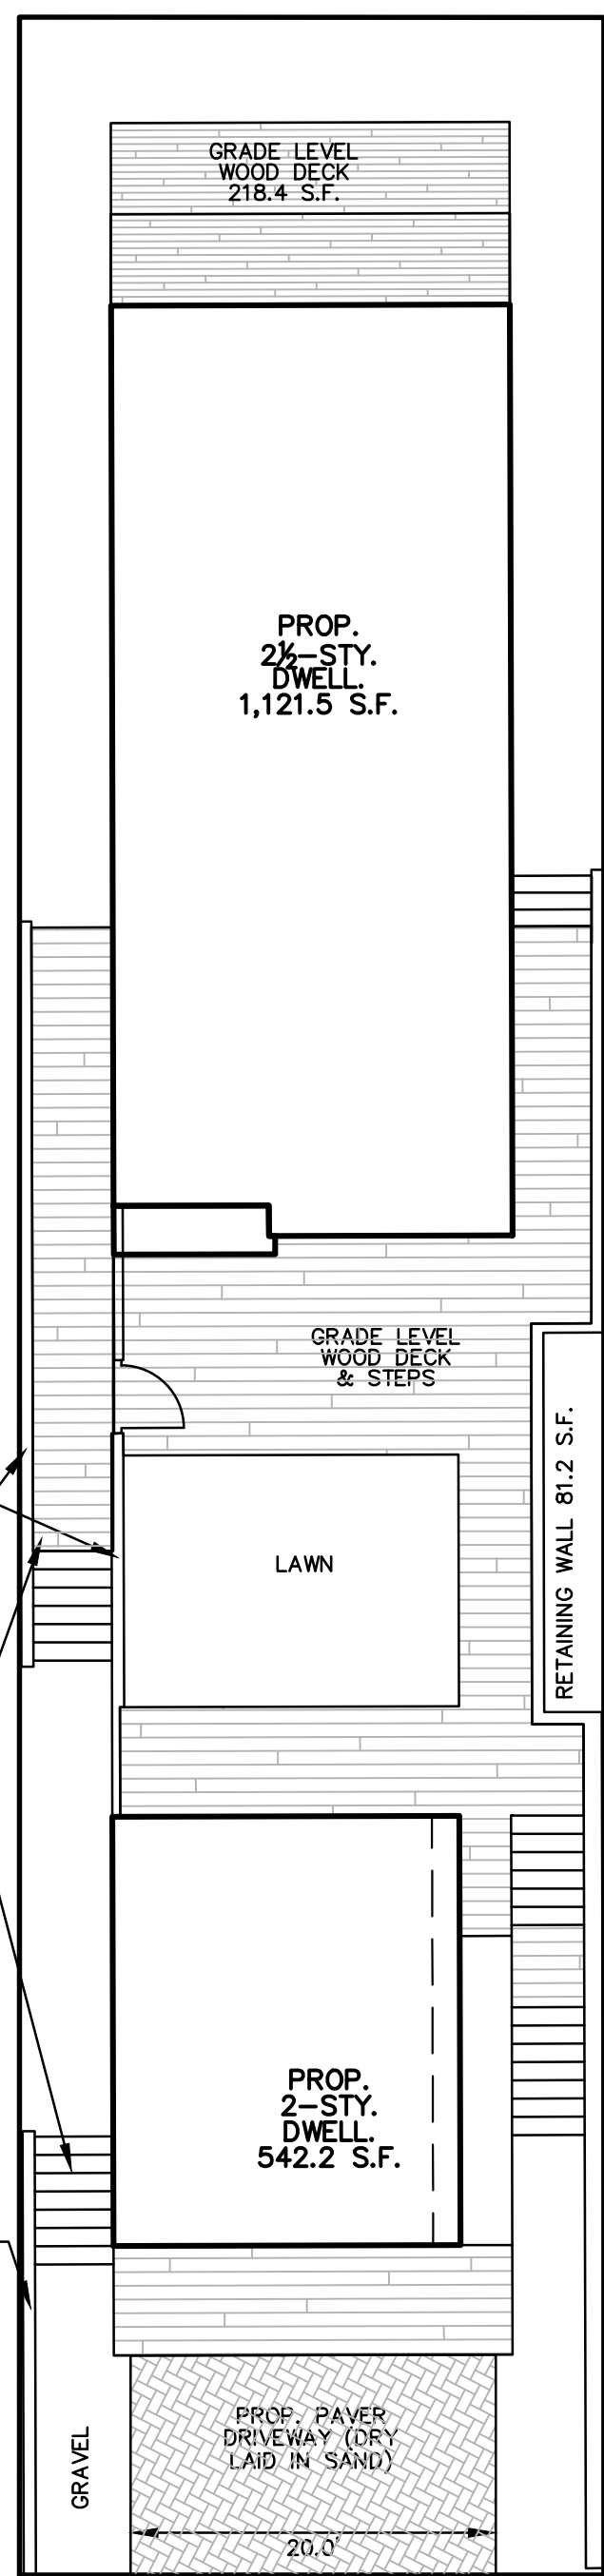 GRADE LEVEL
WOOD DECK
218.4 S.F.
PROP.
2½-STY.
DWELL.
1,121.5 S.F.
GRADE LEVEL
WOOD DECK
& STEPS
RETAINING WALL 81.2 S.F.
LAWN
PROP.
2-STY.
DWELL.
542.2 S.F.
PROP. PAVER
DRIVEWAY (DRY
LAID IN SAND)
GRAVEL
20.0'